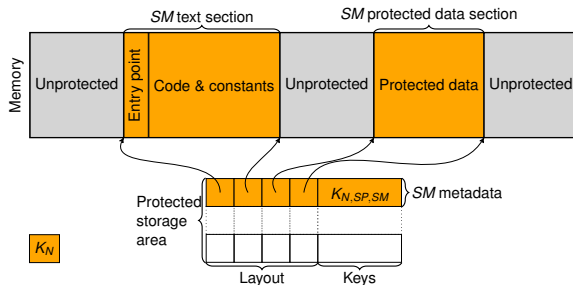 SM text section
SM protected data section
Memory
Unprotected
Entry point
Code & constants
Unprotected
Protected data
Unprotected
K_N,SP,SM
SM metadata
Protected
storage
area
K_N
Layout
Keys